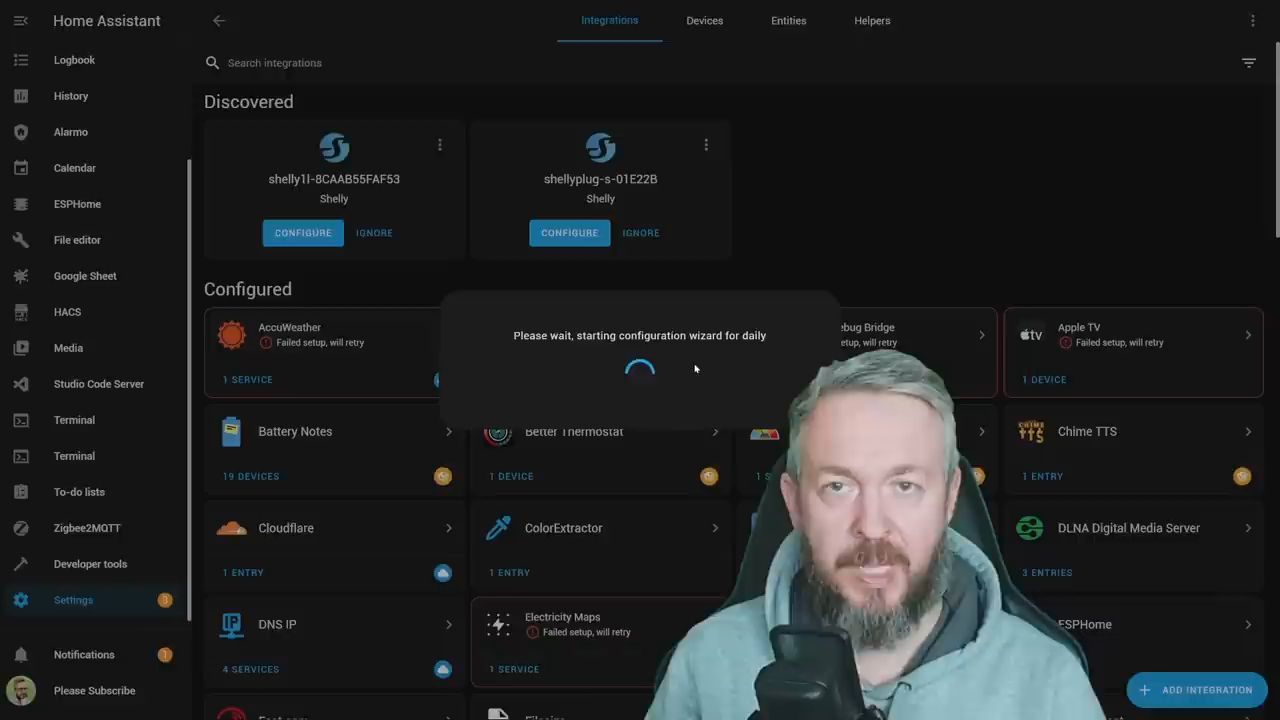 Home Assistant
Integrations
Devices
Entities
Helpers
Logbook
History
Alarmo
Calendar
ESPHome
File editor
Google Sheet
HACS
Media
Studio Code Server
Terminal
Terminal
To-do lists
Zigbee2MQTT
Developer tools
Settings
3
Notifications
1
Please Subscribe
Search integrations
Discovered
shelly1l-8CAAB55FAF53
Shelly
CONFIGURE
IGNORE
shellyplug-s-01E22B
Shelly
CONFIGURE
IGNORE
Configured
Please wait, starting configuration wizard for daily
AccuWeather
Failed setup, will retry
1 SERVICE
ebug Bridge
etup, will retry
Apple TV
Failed setup, will retry
1 DEVICE
Battery Notes
19 DEVICES
Better Thermostat
1 DEVICE
1 S
Chime TTS
1 ENTRY
Cloudflare
1 ENTRY
ColorExtractor
1 ENTRY
DLNA Digital Media Server
3 ENTRIES
DNS IP
4 SERVICES
Electricity Maps
Failed setup, will retry
1 SERVICE
ESPHome
ADD INTEGRATION